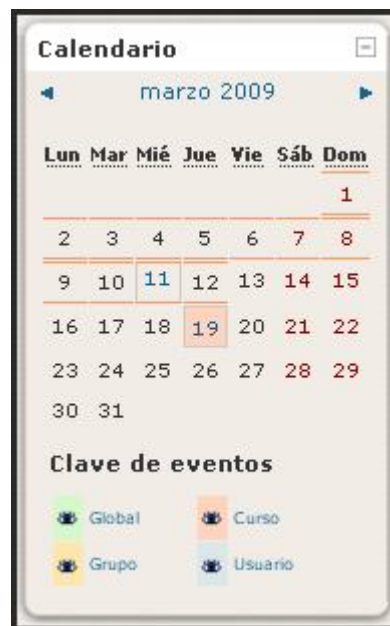 Calendario
marzo 2009
Lun Mar Mié Jue Vie Sáb Dom
1
2 3 4 5 6 7 8
9 10 11 12 13 14 15
16 17 18 19 20 21 22
23 24 25 26 27 28 29
30 31
Clave de eventos
Global Curso
Grupo Usuario